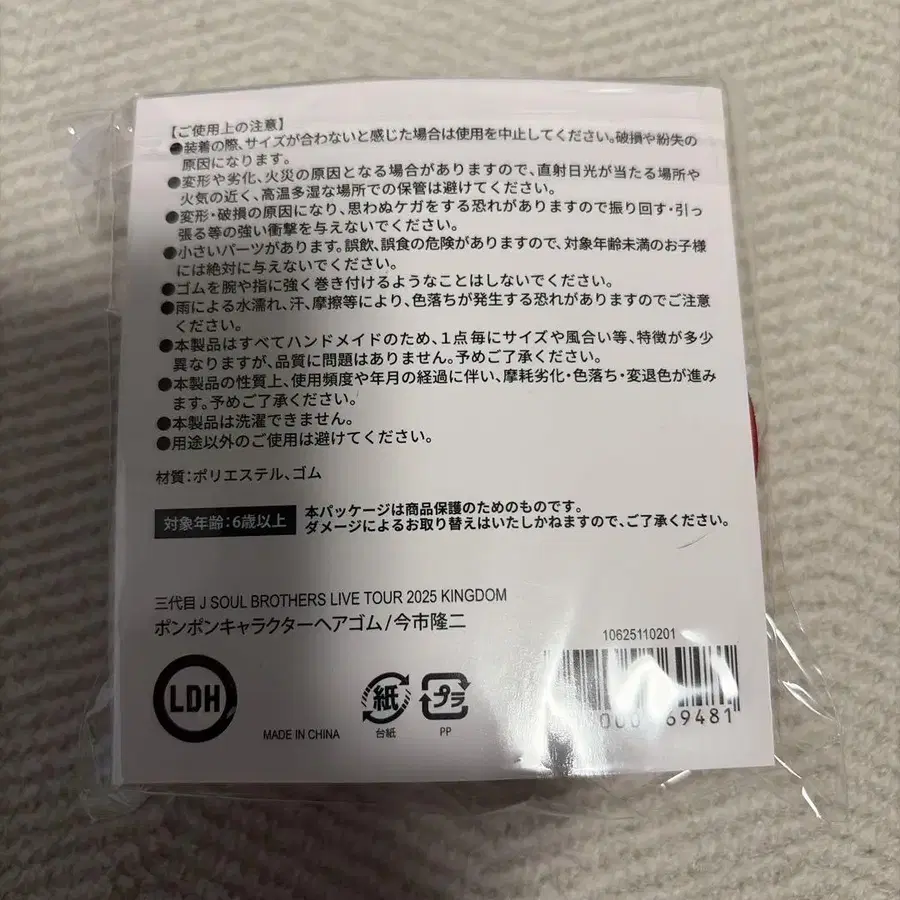 【ご使用上の注意】
●装着の際、サイズが合わないと感じた場合は使用を中止してください。破損や紛失の
原因になります。
●変形や劣化、火災の原因となる場合がありますので、直射日光が当たる場所や
火気の近く、高温多湿な場所での保管は避けてください。
●変形・破損の原因になり、思わぬケガをする恐れがありますので振り回す・引っ
張る等の強い衝撃を与えないでください。
●小さいパーツがあります。誤飲、誤食の危険がありますので、対象年齢未満のお子様
には絶対に与えないでください。
●ゴムを腕や指に強く巻き付けるようなことはしないでください。
●雨による水濡れ、汗、摩擦等により、色落ちが発生する恐れがありますのでご注意
ください。
●本製品はすべてハンドメイドのため、1点毎にサイズや風合い等、特徴が多少
異なりますが、品質に問題はありません。予めご了承ください。
●本製品の性質上、使用頻度や年月の経過に伴い、摩耗劣化・色落ち・変退色が進み
ます。予めご了承ください。
●本製品は洗濯できません。
●用途以外のご使用は避けてください。
材質：ポリエステル、ゴム
対象年齢：6歳以上
本パッケージは商品保護のためのものです。
ダメージによるお取り替えはいたしかねますので、ご了承ください。
三代目 J SOUL BROTHERS LIVE TOUR 2025 KINGDOM
ポンポンキャラクターヘアゴム/今市隆二
10625110201
LDH
MADE IN CHINA
紙
台紙
プラ
PP
69481